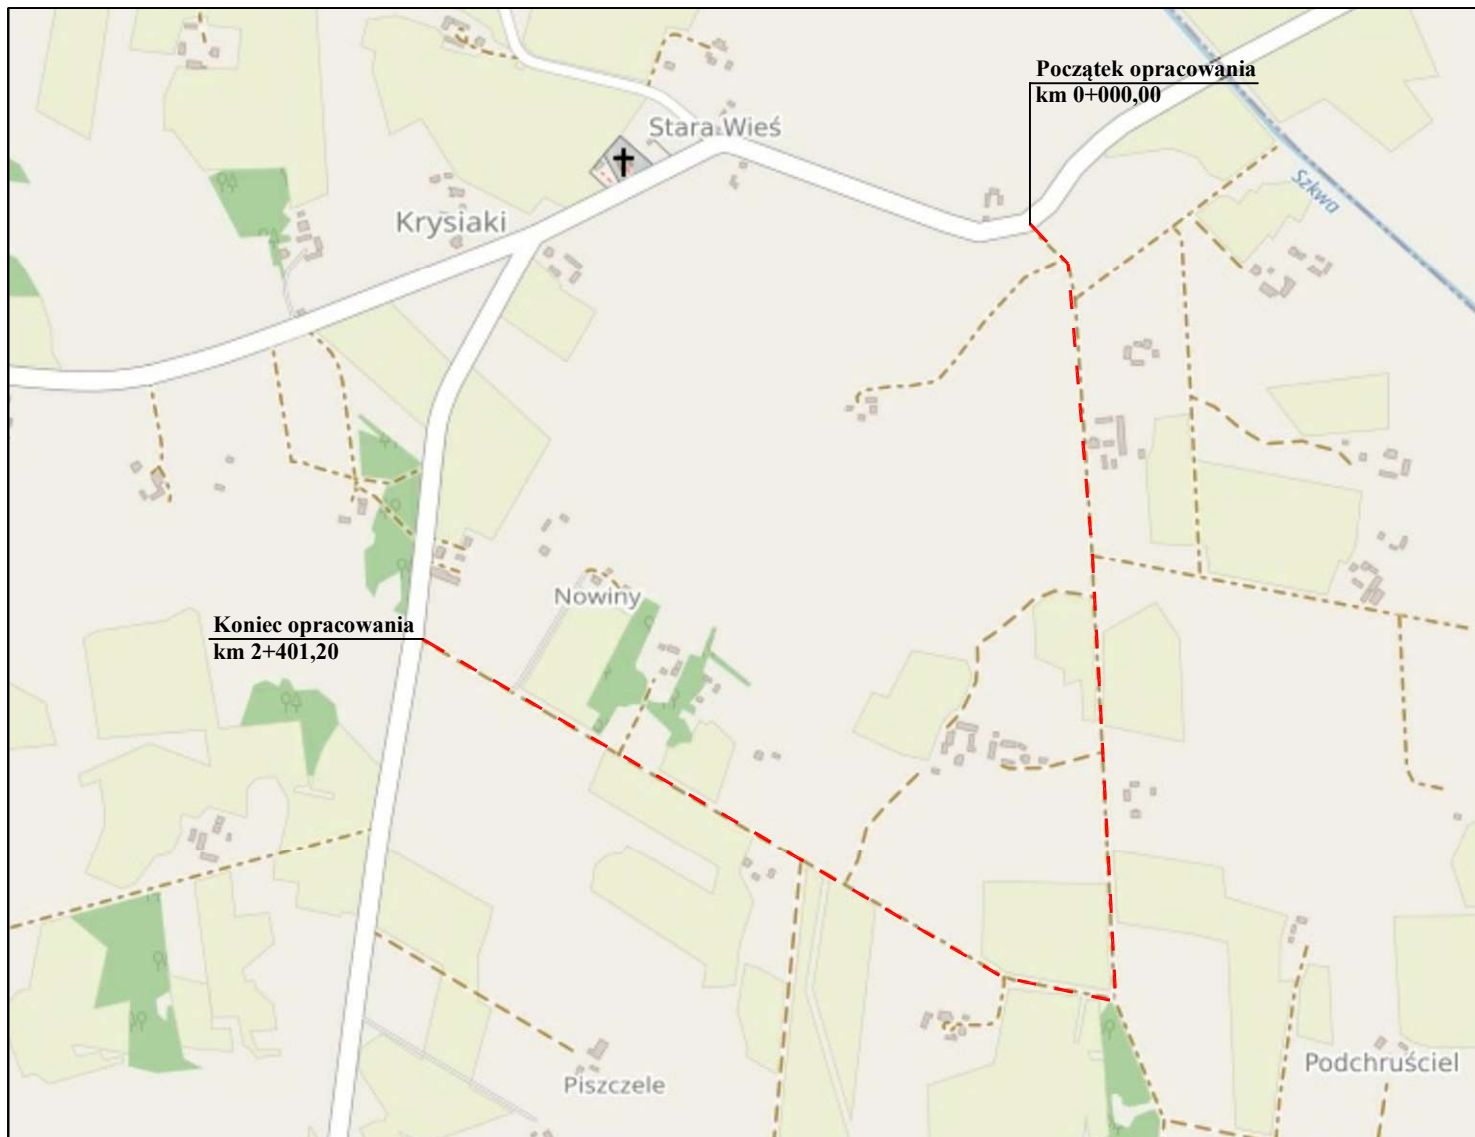 Początek opracowania
km 0+000,00
Stara Wieś
Szkwa
Krysiaki
Nowiny
Koniec opracowania
km 2+401,20
Podchruściel
Piszczele